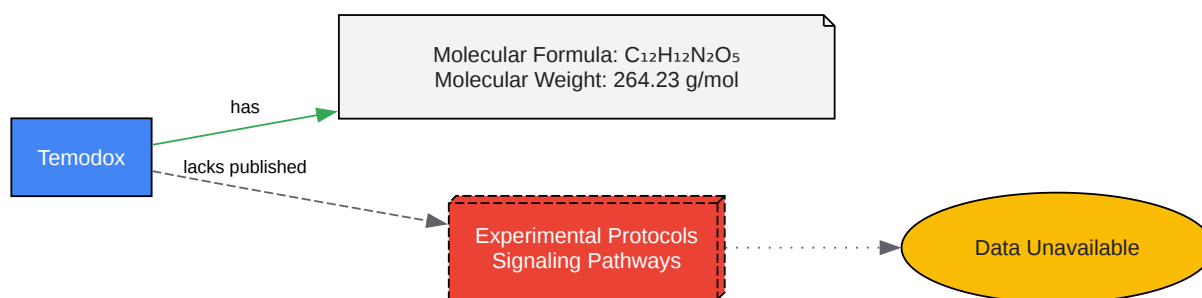 Molecular Formula: C₁₂H₁₂N₂O₅
Molecular Weight: 264.23 g/mol
has
Temodox
lacks published
Experimental Protocols
Signaling Pathways
Data Unavailable